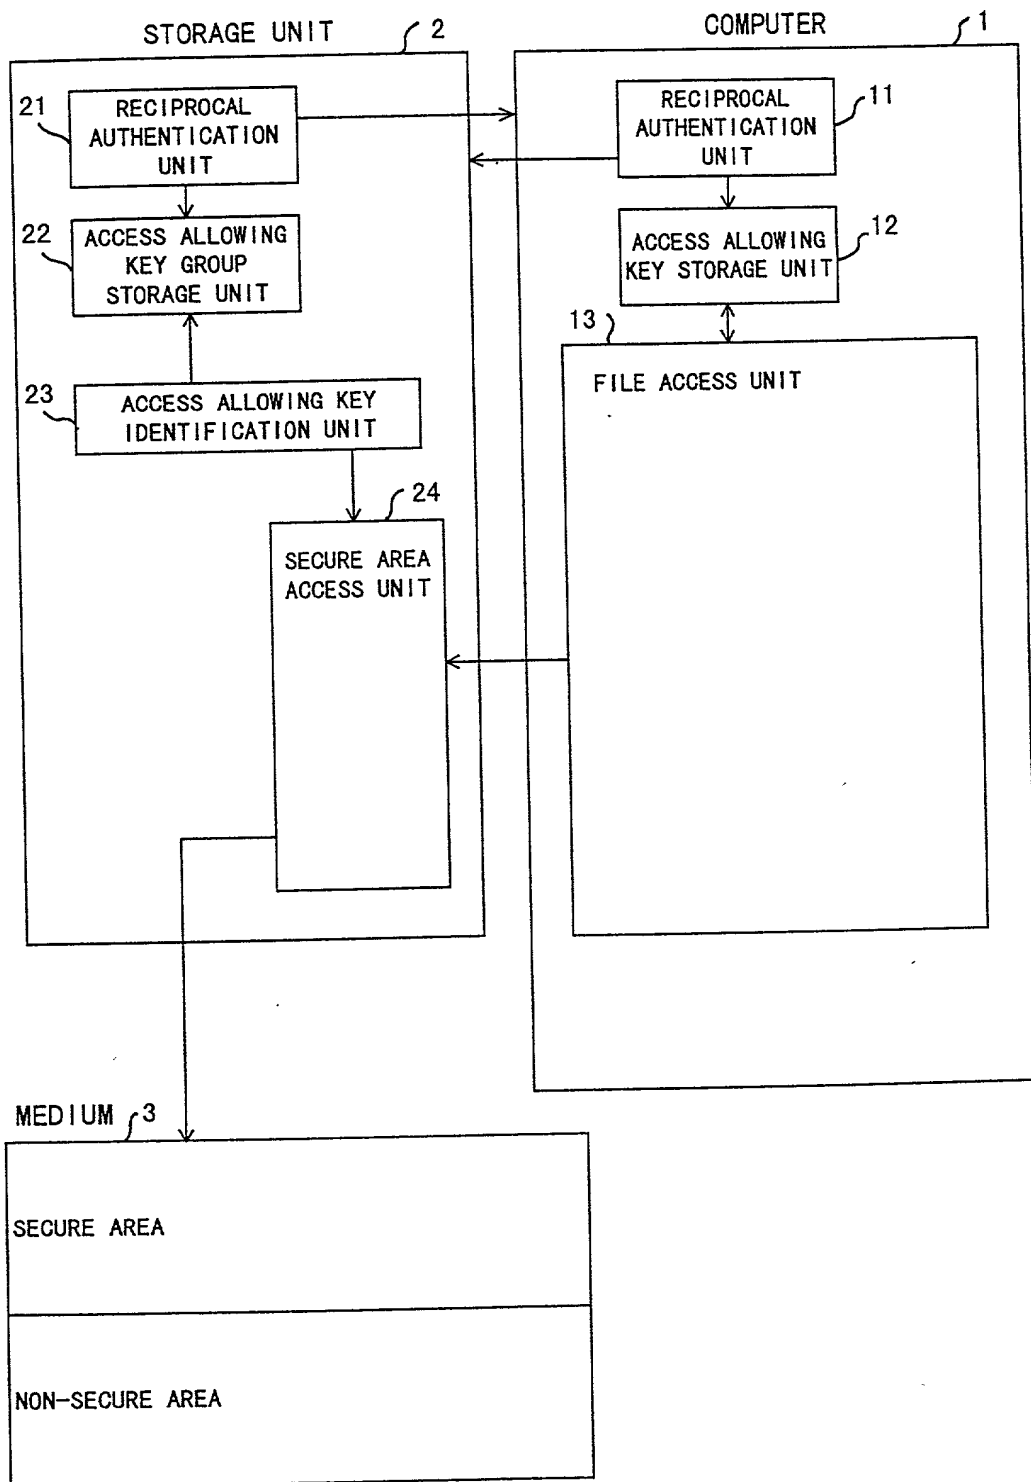 STORAGE UNIT 2
21
RECIPROCAL
AUTHENTICATION
UNIT
22
ACCESS ALLOWING
KEY GROUP
STORAGE UNIT
23
ACCESS ALLOWING KEY
IDENTIFICATION UNIT
24
SECURE AREA
ACCESS UNIT
COMPUTER 1
RECIPROCAL
AUTHENTICATION
UNIT
11
ACCESS ALLOWING
KEY STORAGE UNIT
12
13
FILE ACCESS UNIT
MEDIUM 3
SECURE AREA
NON-SECURE AREA